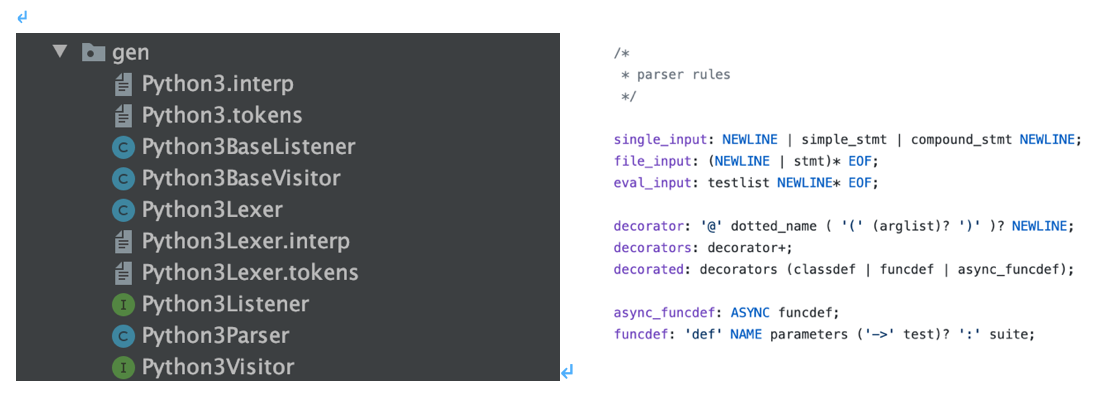 gen
Python3.interp
Python3.tokens
Python3BaseListener
Python3BaseVisitor
Python3Lexer
Python3Lexer.interp
Python3Lexer.tokens
Python3Listener
Python3Parser
Python3Visitor
/*
 * parser rules
 */
single_input: NEWLINE | simple_stmt | compound_stmt NEWLINE;
file_input: (NEWLINE | stmt)* EOF;
eval_input: testlist NEWLINE* EOF;
decorator: '@' dotted_name ( '(' (arglist)? ')' )? NEWLINE;
decorators: decorator+;
decorated: decorators (classdef | funcdef | async_funcdef);
async_funcdef: ASYNC funcdef;
funcdef: 'def' NAME parameters ('->' test)? ':' suite;